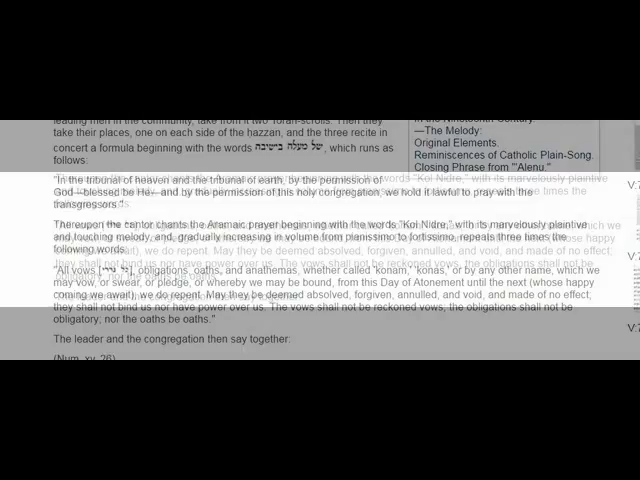 leading men in the community, take from it two Torah-scrolls. Then they
take their places, one on each side of the ḥazzan, and the three recite in
concert a formula beginning with the words של מעלה בישיבה, which runs as
follows:
in the Nineteenth Century.
—The Melody:
Original Elements.
Reminiscences of Catholic Plain-Song.
Closing Phrase from "'Alenu."
"In the tribunal of heaven and the tribunal of earth, by the permission of
God—blessed be He—and by the permission of this holy congregation, we hold it lawful to pray with the
transgressors."
Thereupon the cantor chants the Aramaic prayer beginning with the words "Kol Nidre," with its marvelously plaintive
and touching melody, and, gradually increasing in volume from pianissimo to fortissimo, repeats three times the
following words:
"All vows [כל נדרי], obligations, oaths, and anathemas, whether called 'konam,' 'konas,' or by any other name, which we
may vow, or swear, or pledge, or whereby we may be bound, from this Day of Atonement until the next (whose happy
coming we await), we do repent. May they be deemed absolved, forgiven, annulled, and void, and made of no effect;
they shall not bind us nor have power over us. The vows shall not be reckoned vows; the obligations shall not be
obligatory; nor the oaths be oaths."
The leader and the congregation then say together:
(Num. xv. 26)
V:7
V:7
V:7